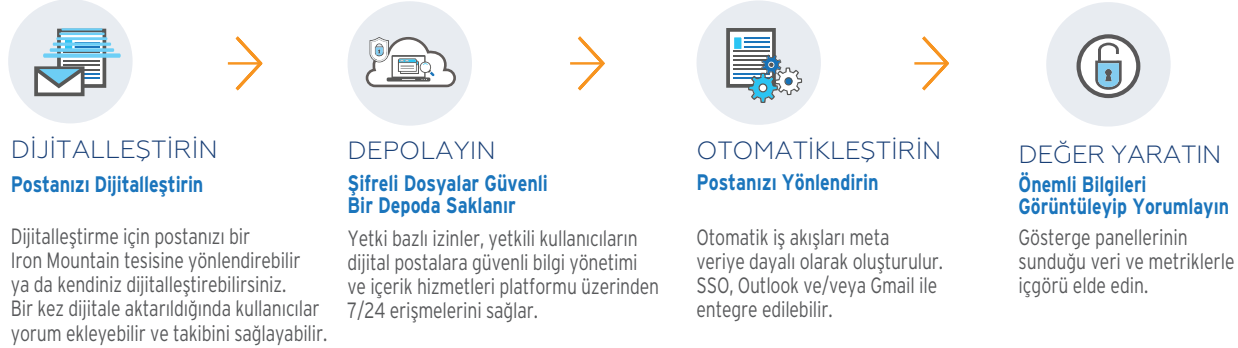 DİJİTALLEŞTİRİN
Postanızı Dijitalleştirin
Dijitalleştirme için postanızı bir
Iron Mountain tesisine yönlendirebilir
ya da kendiniz dijitalleştirebilirsiniz.
Bir kez dijitale aktarıldığında kullanıcılar
yorum ekleyebilir ve takibini sağlayabilir.
DEPOLAYIN
Şifreli Dosyalar Güvenli
Bir Depoda Saklanır
Yetki bazlı izinler, yetkili kullanıcıların
dijital postalara güvenli bilgi yönetimi
ve içerik hizmetleri platformu üzerinden
7/24 erişmelerini sağlar.
OTOMATİKLEŞTİRİN
Postanızı Yönlendirin
Otomatik iş akışları meta
veriye dayalı olarak oluşturulur.
SSO, Outlook ve/veya Gmail ile
entegre edilebilir.
DEĞER YARATIN
Önemli Bilgileri
Görüntüleyip Yorumlayın
Gösterge panellerinin
sunduğu veri ve metriklerle
içgörü elde edin.